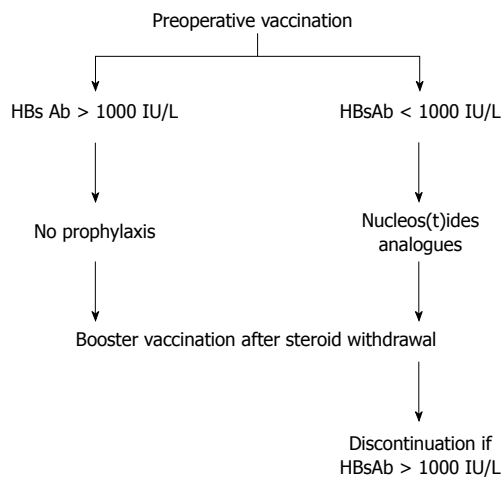 Preoperative vaccination
HBs Ab > 1000 IU/L
HBsAb < 1000 IU/L
No prophylaxis
Nucleos(t)ides
analogues
Booster vaccination after steroid withdrawal
Discontinuation if
HBsAb > 1000 IU/L